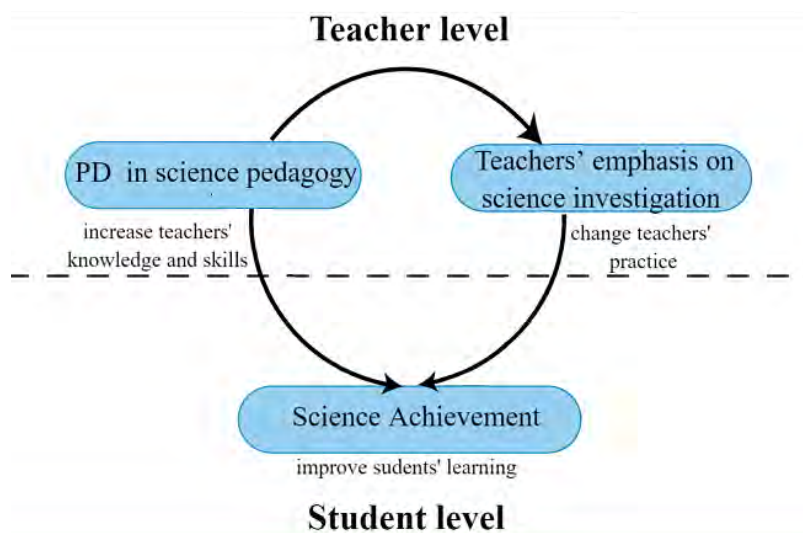 Teacher level
PD in science pedagogy
Teachers' emphasis on
science investigation
increase teachers'
knowledge and skills
change teachers'
practice
Science Achievement
improve sudents' learning
Student level